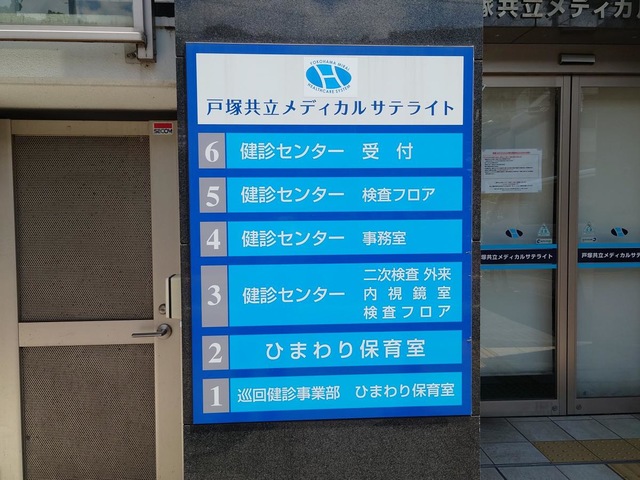 YOKOHAMA MIRAI
HEALTHCARE SYSTEM
戸塚共立メディカルサテライト
6 健診センター 受付
5 健診センター 検査フロア
4 健診センター 事務室
3 健診センター 二次検査 外来
内視鏡室
検査フロア
2 ひまわり保育室
1 巡回健診事業部 ひまわり保育室
SECOM
塚共立メディカル
塚共立メディカルサテライト
戸塚共立メディカルサ